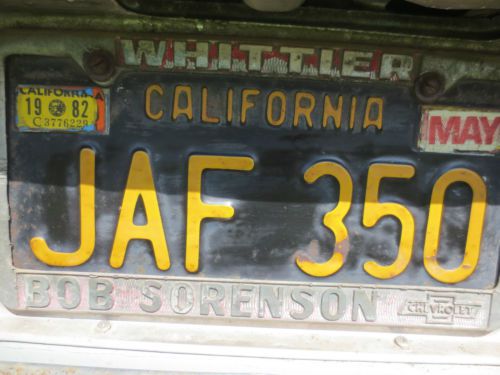 WHITTIER
CALIFORNIA
CALIFORNIA
19 82
C3776229
MAY
JAF 350
BOB SORENSON
CHEVROLET